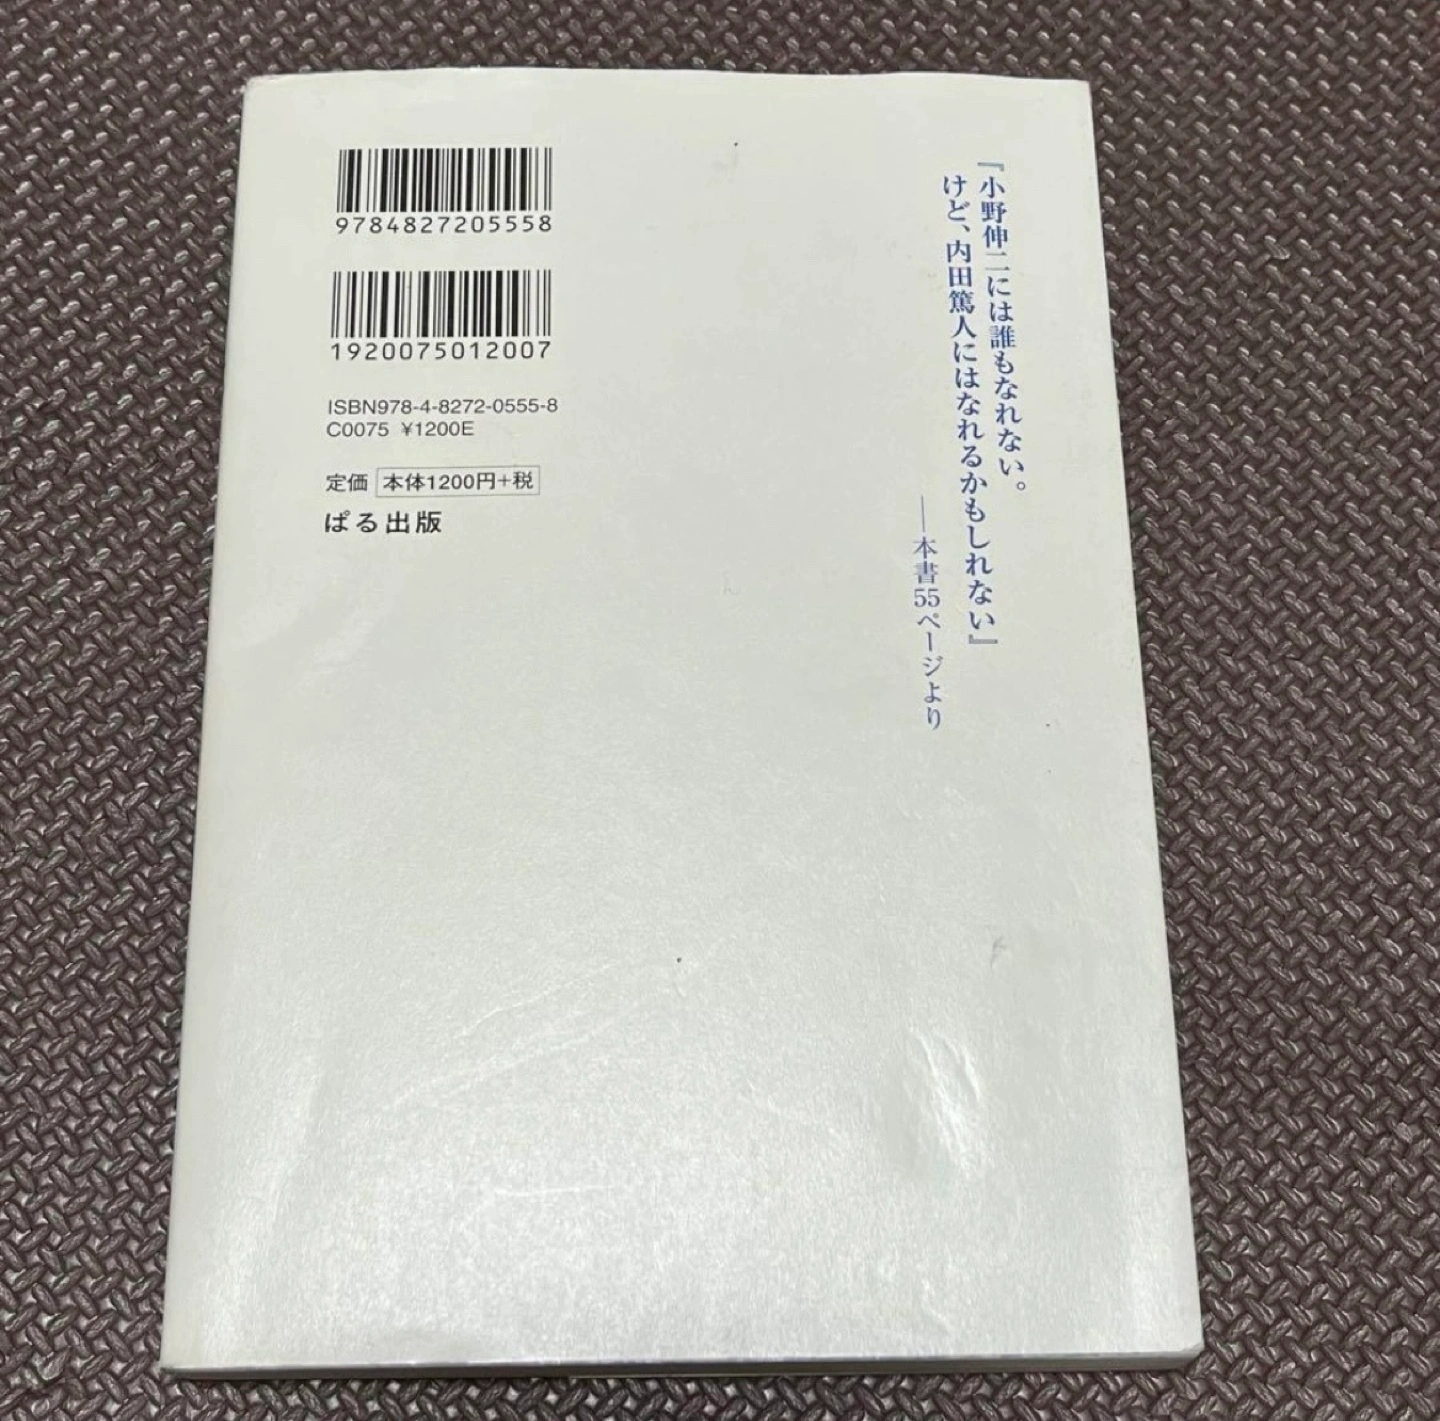 『小野伸二には誰もなれない。
けど、内田篤人にはなれるかもしれない』
――本書55ページより
9784827205558
1920075012007
ISBN978-4-8272-0555-8
C0075 ¥1200E
定価 本体1200円+税
ぱる出版